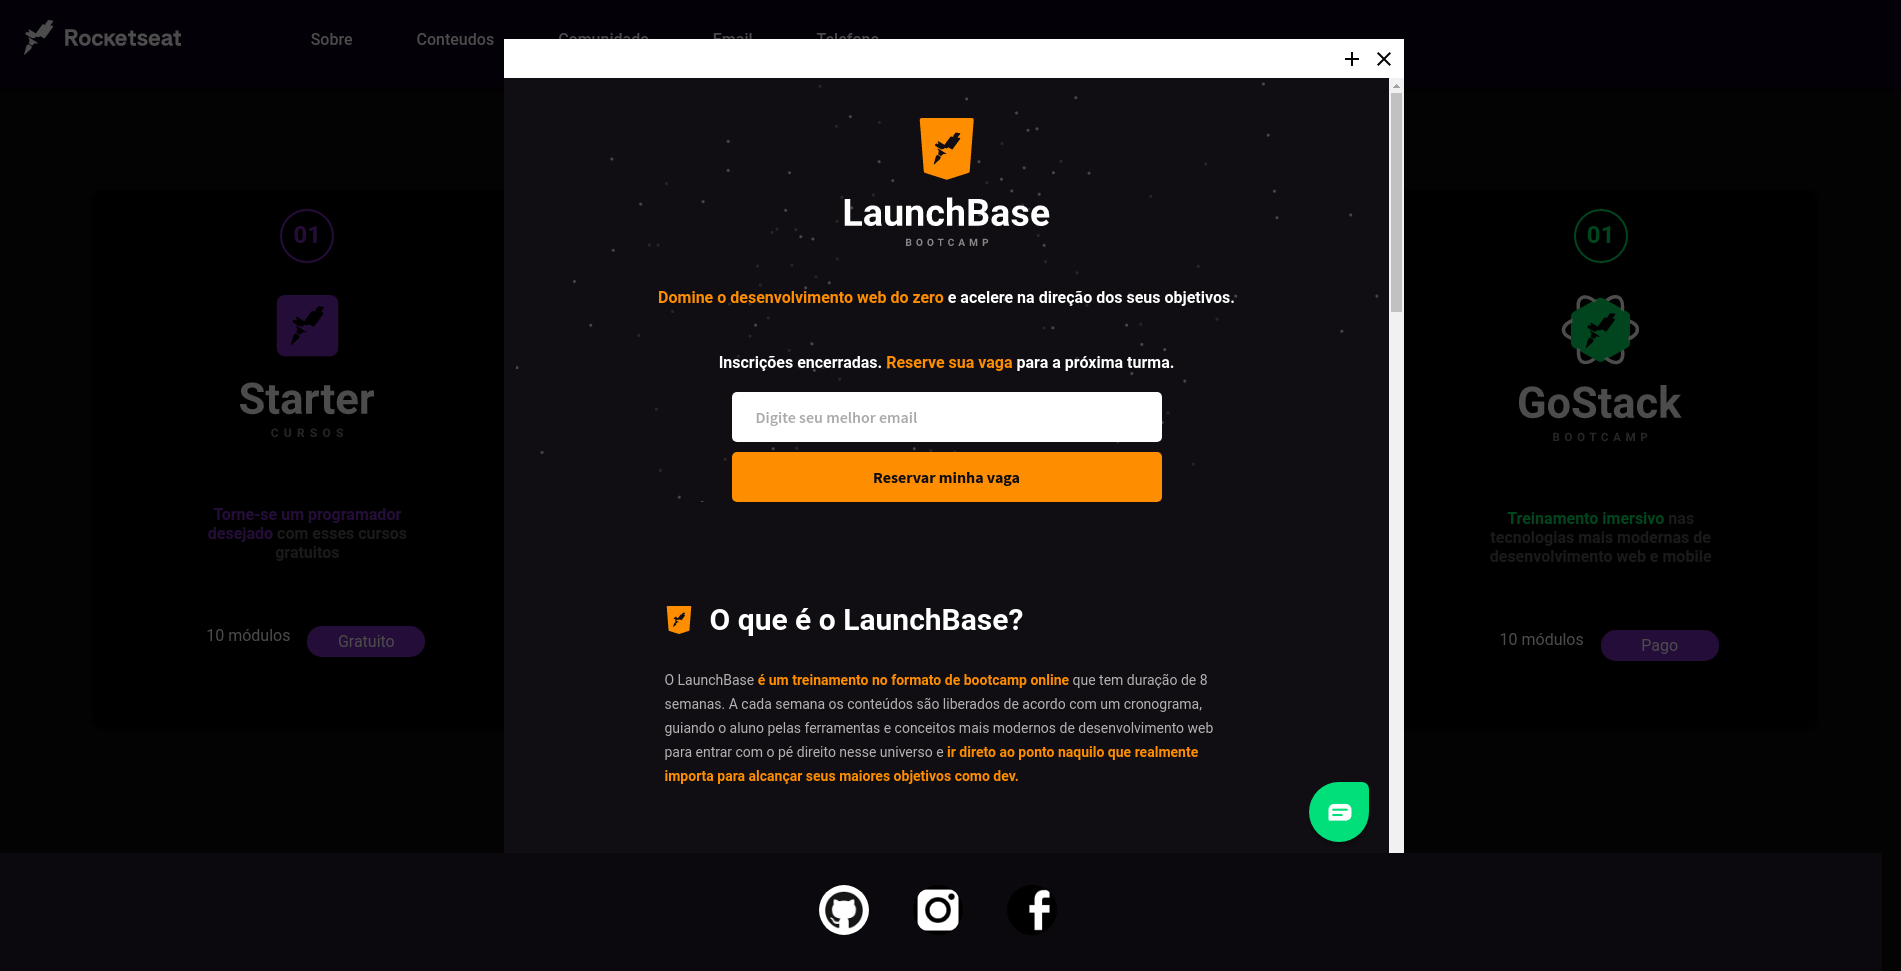 Rocketseat
Sobre
Conteudos
Comunidade
Email
Telefone
LaunchBase
BOOTCAMP
Domine o desenvolvimento web do zero e acelere na direção dos seus objetivos.
Inscrições encerradas. Reserve sua vaga para a próxima turma.
Digite seu melhor email
Reservar minha vaga
O que é o LaunchBase?
O LaunchBase é um treinamento no formato de bootcamp online que tem duração de 8
semanas. A cada semana os conteúdos são liberados de acordo com um cronograma,
guiando o aluno pelas ferramentas e conceitos mais modernos de desenvolvimento web
para entrar com o pé direito nesse universo e ir direto ao ponto naquilo que realmente
importa para alcançar seus maiores objetivos como dev.
01
Starter
CURSOS
Torne-se um programador
desejado com esses cursos
gratuitos
10 módulos
Gratuito
01
GoStack
BOOTCAMP
Treinamento imersivo nas
tecnologias mais modernas de
desenvolvimento web e mobile
10 módulos
Pago